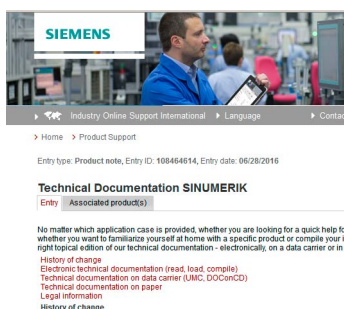 SIEMENS
Industry Online Support International Language Contac
Home Product Support
Entry type: Product note, Entry ID: 108464614, Entry date: 06/28/2016
Technical Documentation SINUMERIK
Entry Associated product(s)
No matter which application case is provided, whether you are looking for a quick help fo
whether you want to familiarize yourself at home with a specific product or compile your i
right topical edition of our technical documentation - electronically, on a data carrier or in
History of change
Electronic technical documentation (read, load, compile)
Technical documentation on data carrier (UMC, DOConCD)
Technical documentation on paper
Legal information
History of change